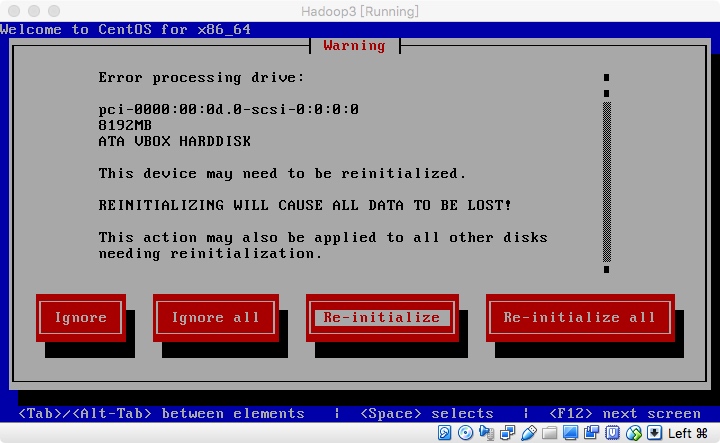 Hadoop3 [Running]
Welcome to CentOS for x86_64
Warning
Error processing drive:
pci-0000:00:0d.0-scsi-0:0:0:0
8192MB
ATA VBOX HARDDISK
This device may need to be reinitialized.
REINITIALIZING WILL CAUSE ALL DATA TO BE LOST!
This action may also be applied to all other disks
needing reinitialization.
Ignore Ignore all Re-initialize Re-initialize all
<Tab>/<Alt-Tab> between elements | <Space> selects | <F12> next screen
Left ⌘